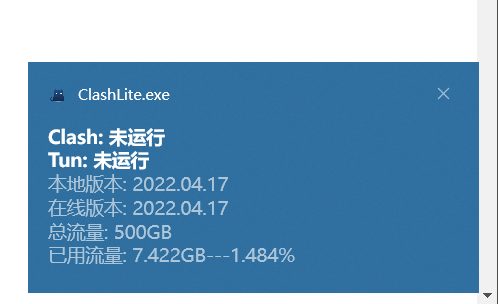 ClashLite.exe
Clash: 未运行
Tun: 未运行
本地版本: 2022.04.17
在线版本: 2022.04.17
总流量: 500GB
已用流量: 7.422GB---1.484%